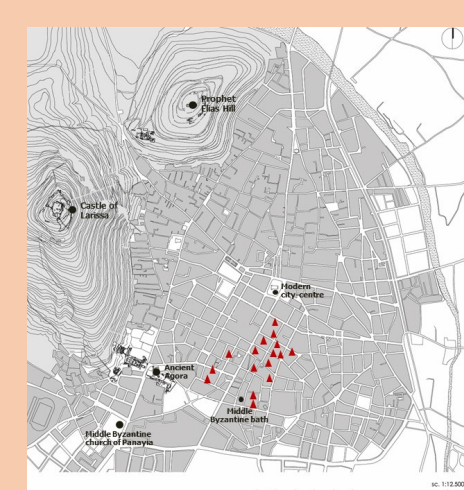 Prophet
Elias Hill
Castle of
Larissa
Modern
city-centre
Ancient
Agora
Middle
Byzantine bath
Middle Byzantine
church of Panayia
sc. 1:12.500